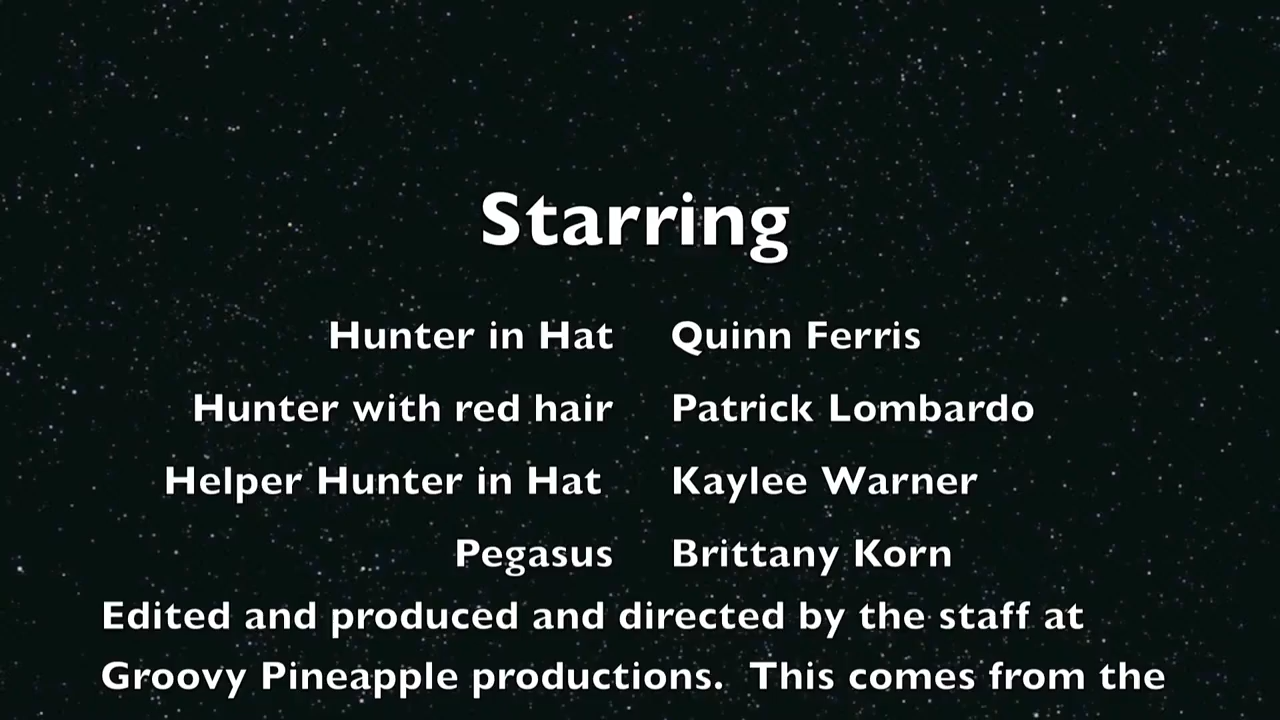 Starring
Hunter in Hat Quinn Ferris
Hunter with red hair Patrick Lombardo
Helper Hunter in Hat Kaylee Warner
Pegasus Brittany Korn
Edited and produced and directed by the staff at
Groovy Pineapple productions.  This comes from the